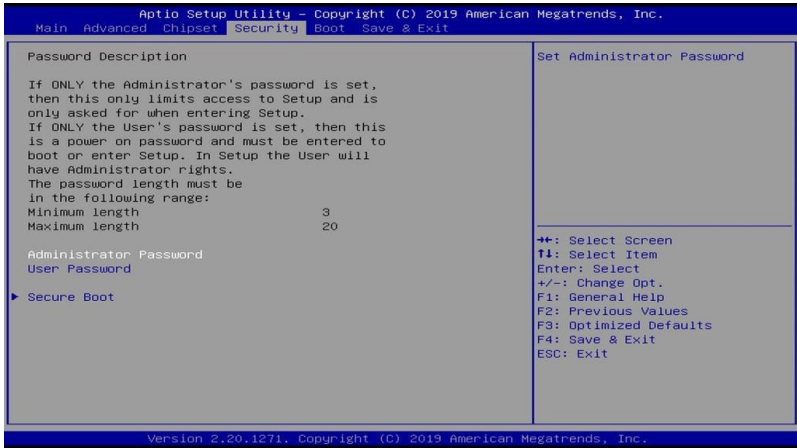 Aptio Setup Utility – Copyright (C) 2019 American Megatrends, Inc.
Main Advanced Chipset Security Boot Save & Exit
Password Description
If ONLY the Administrator's password is set,
then this only limits access to Setup and is
only asked for when entering Setup.
If ONLY the User's password is set, then this
is a power on password and must be entered to
boot or enter Setup. In Setup the User will
have Administrator rights.
The password length must be
in the following range:
Minimum length 3
Maximum length 20
Administrator Password
User Password
▶ Secure Boot
Set Administrator Password
→←: Select Screen
↑↓: Select Item
Enter: Select
+/-: Change Opt.
F1: General Help
F2: Previous Values
F3: Optimized Defaults
F4: Save & Exit
ESC: Exit
Version 2.20.1271. Copyright (C) 2019 American Megatrends, Inc.